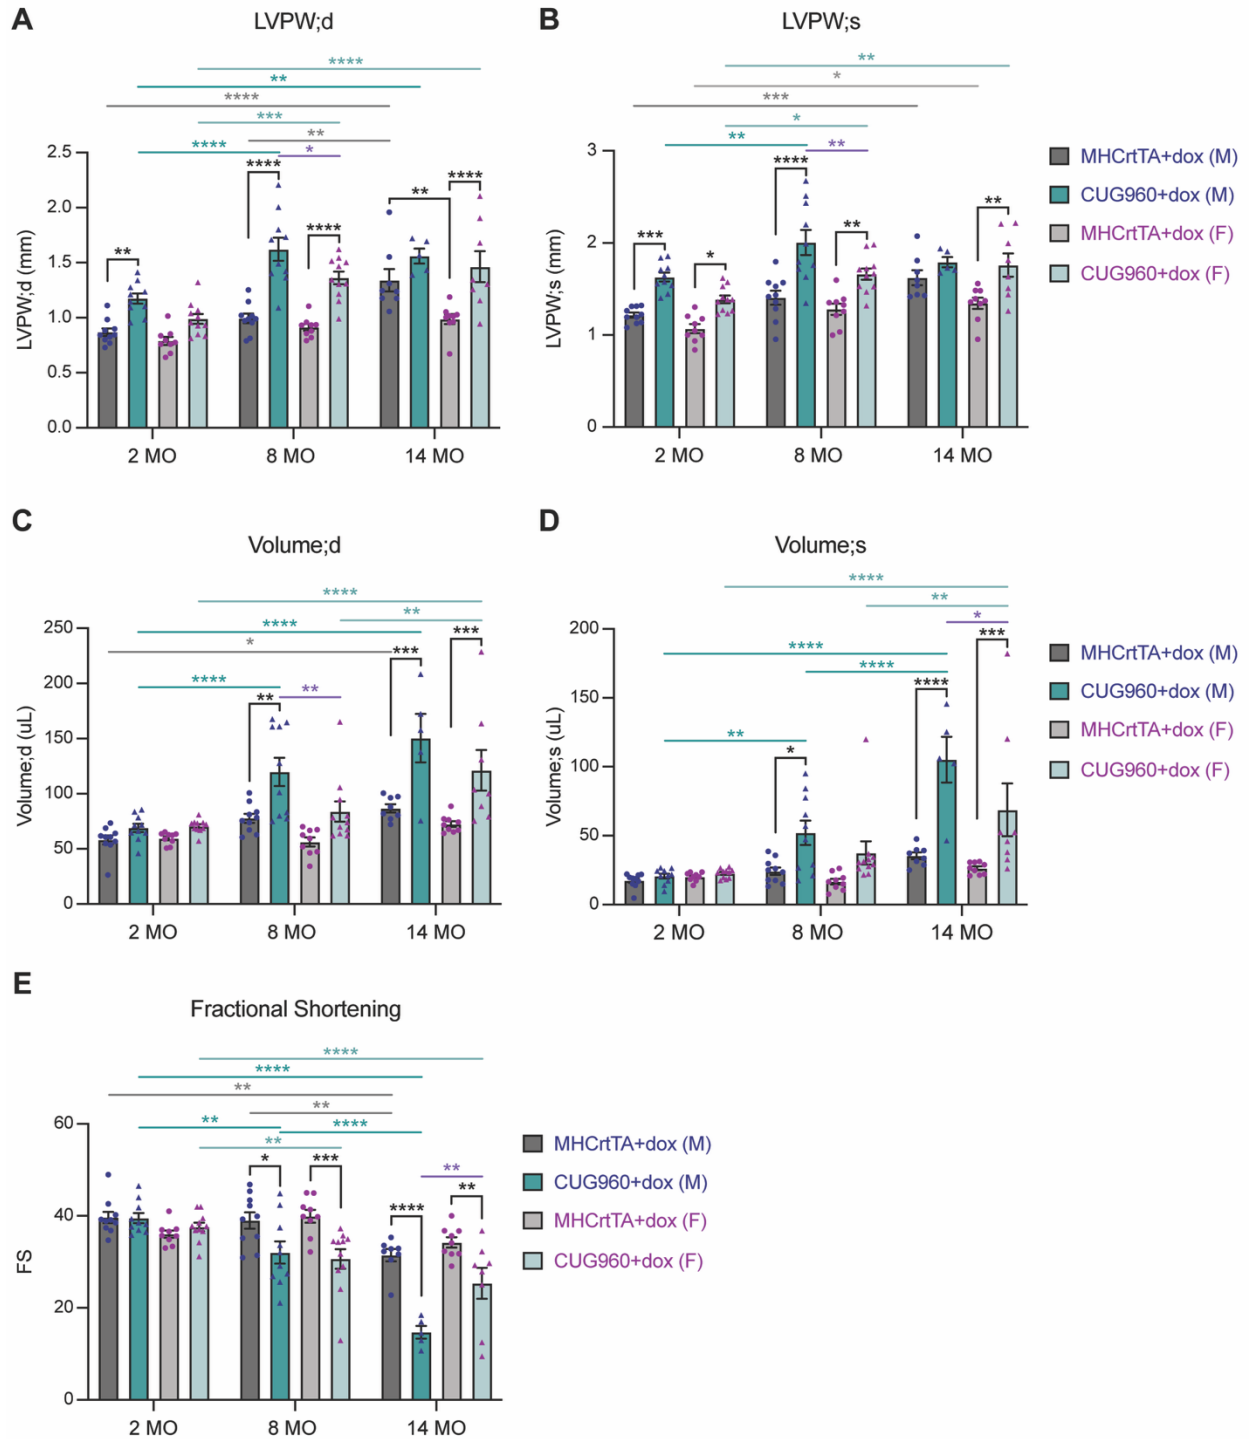 A
LVPW;d
****
**
****
***
**
****
*
**
****
****
**
****
LVPW;d (mm)
2.5
2.0
1.5
1.0
0.5
0.0
2 MO
8 MO
14 MO
B
LVPW;s
**
*
***
*
**
**
***
*
****
**
**
LVPW;s (mm)
3
2
1
0
2 MO
8 MO
14 MO
MHCrtTA+dox (M)
CUG960+dox (M)
MHCrtTA+dox (F)
CUG960+dox (F)
C
Volume;d
****
**
****
*
****
**
**
***
***
Volume;d (uL)
250
200
150
100
50
0
2 MO
8 MO
14 MO
D
Volume;s
****
**
*
****
****
**
*
****
***
Volume;s (uL)
200
150
100
50
0
2 MO
8 MO
14 MO
MHCrtTA+dox (M)
CUG960+dox (M)
MHCrtTA+dox (F)
CUG960+dox (F)
E
Fractional Shortening
****
****
**
**
**
****
**
**
*
***
****
**
FS
60
40
20
0
2 MO
8 MO
14 MO
MHCrtTA+dox (M)
CUG960+dox (M)
MHCrtTA+dox (F)
CUG960+dox (F)